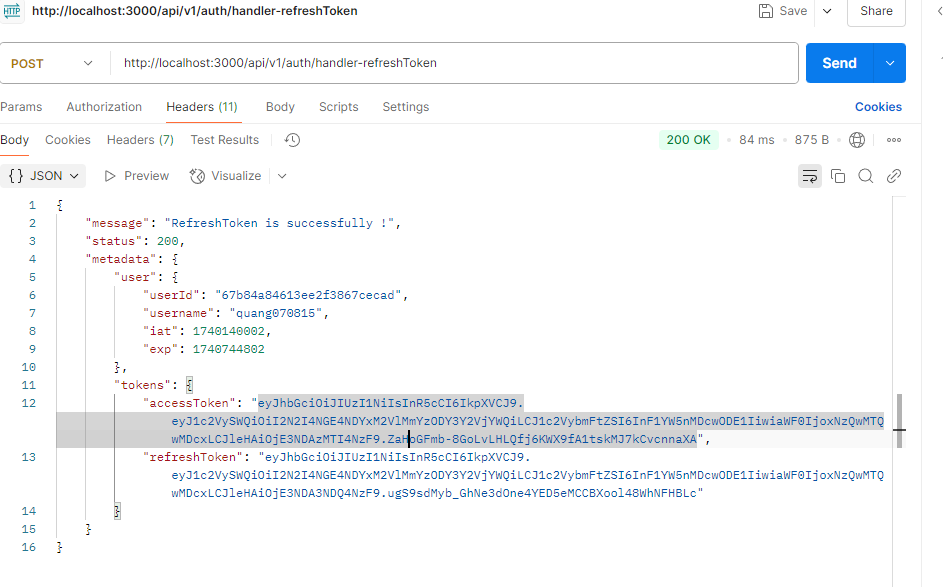 HTTP http://localhost:3000/api/v1/auth/handler-refreshToken Save Share
POST http://localhost:3000/api/v1/auth/handler-refreshToken Send
Params Authorization Headers (11) Body Scripts Settings Cookies
Body Cookies Headers (7) Test Results 200 OK • 84 ms • 875 B
{} JSON Preview Visualize
1 {
2 "message": "RefreshToken is successfully !",
3 "status": 200,
4 "metadata": {
5 "user": {
6 "userId": "67b84a84613ee2f3867cecad",
7 "username": "quang070815",
8 "iat": 1740140002,
9 "exp": 1740744802
10 },
11 "tokens": {
12 "accessToken": "eyJhbGciOiJIUzI1NiIsInR5cCI6IkpXVCJ9.
eyJ1c2VySWQiOiI2N2I4NGE4NDYxM2VlMmYzODY3Y2VjYWQiLCJ1c2VybmFtZSI6InF1YW5nMDcwODE1IiwiaWF0IjoxNzQwMTQ
wMDcxLCJleHAiOjE3NDAzMTI4NzF9.ZaHoGFmb-8GoLvLHLQfj6KWX9fA1tskMJ7kCvcnnaXA",
13 "refreshToken": "eyJhbGciOiJIUzI1NiIsInR5cCI6IkpXVCJ9.
eyJ1c2VySWQiOiI2N2I4NGE4NDYxM2VlMmYzODY3Y2VjYWQiLCJ1c2VybmFtZSI6InF1YW5nMDcwODE1IiwiaWF0IjoxNzQwMTQ
wMDcxLCJleHAiOjE3NDA3NDQ4NzF9.ugS9sdMyb_GhNe3dOne4YED5eMCCBXool48WhNFHBLc"
14 }
15 }
16 }